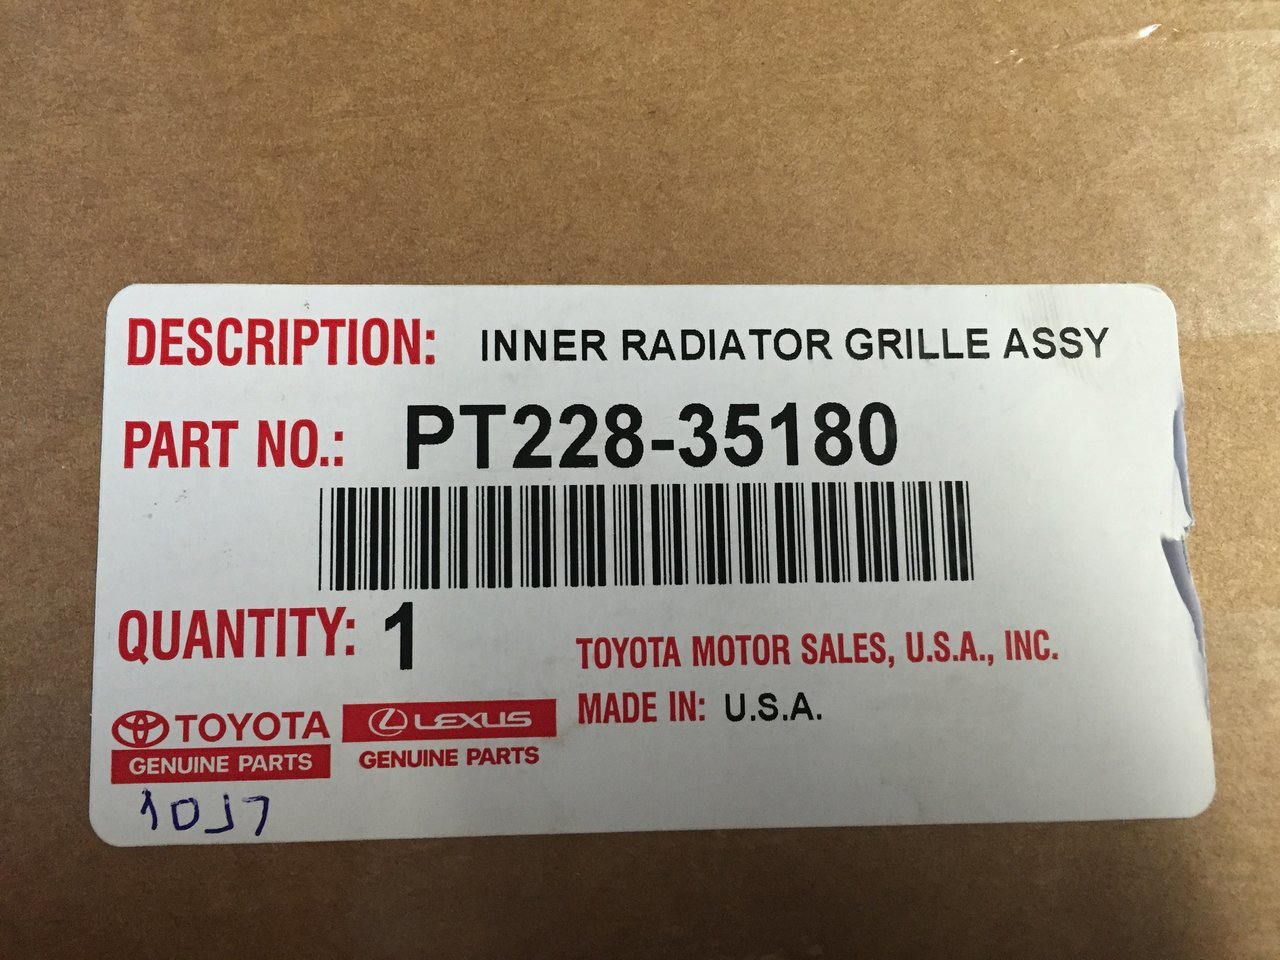 DESCRIPTION: INNER RADIATOR GRILLE ASSY
PART NO.: PT228-35180
QUANTITY: 1
TOYOTA MOTOR SALES, U.S.A., INC.
MADE IN: U.S.A.
TOYOTA
GENUINE PARTS
LEXUS
GENUINE PARTS
10J7